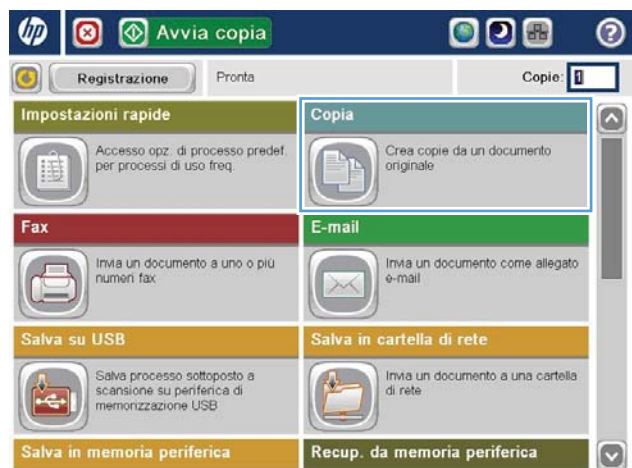 hp
Avvia copia
?
Registrazione
Pronta
Copie: 1
Impostazioni rapide
Accesso opz. di processo predef.
per processi di uso freq.
Copia
Crea copie da un documento
originale
Fax
Invia un documento a uno o più
numeri fax
E-mail
Invia un documento come allegato
e-mail
Salva su USB
Salva processo sottoposto a
scansione su periferica di
memorizzazione USB
Salva in cartella di rete
Invia un documento a una cartella
di rete
Salva in memoria periferica
Recup. da memoria periferica